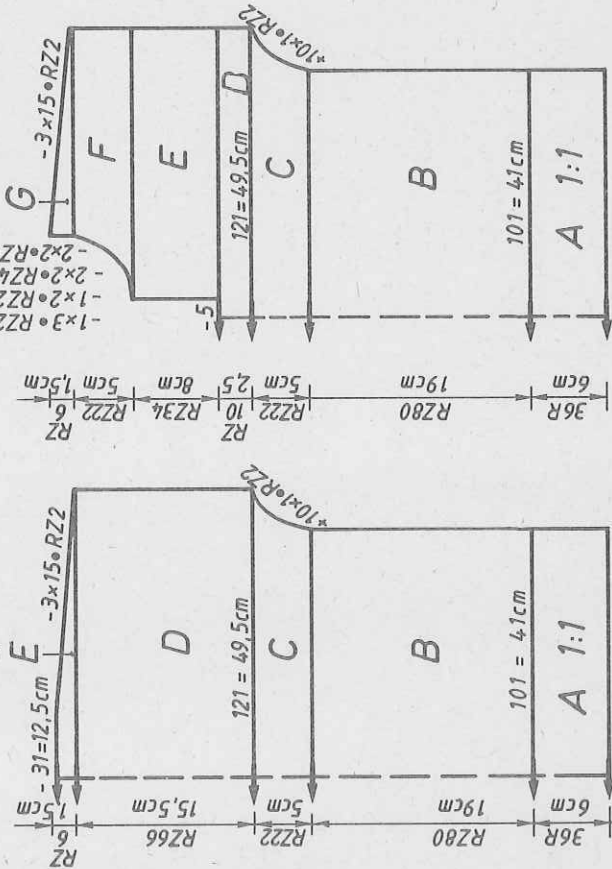 G
-3×15•RZ2
-2×2•RZ
-2×2•RZ4
-1×2•RZ2
-1×3•RZ2
F
E
-5
D
121=49,5cm
C
*10×1•RZ2
B
101=41cm
A 1:1
RZ 6 1,5cm
RZ22 5cm
RZ34 8cm
RZ 10 2,5
RZ22 5cm
RZ80 19cm
36R 6cm
E
-31=12,5cm
-3×15•RZ2
D
121=49,5cm
C
*10×1•RZ2
B
101=41cm
A 1:1
RZ 6 1,5cm
RZ66 15,5cm
RZ22 5cm
RZ80 19cm
36R 6cm